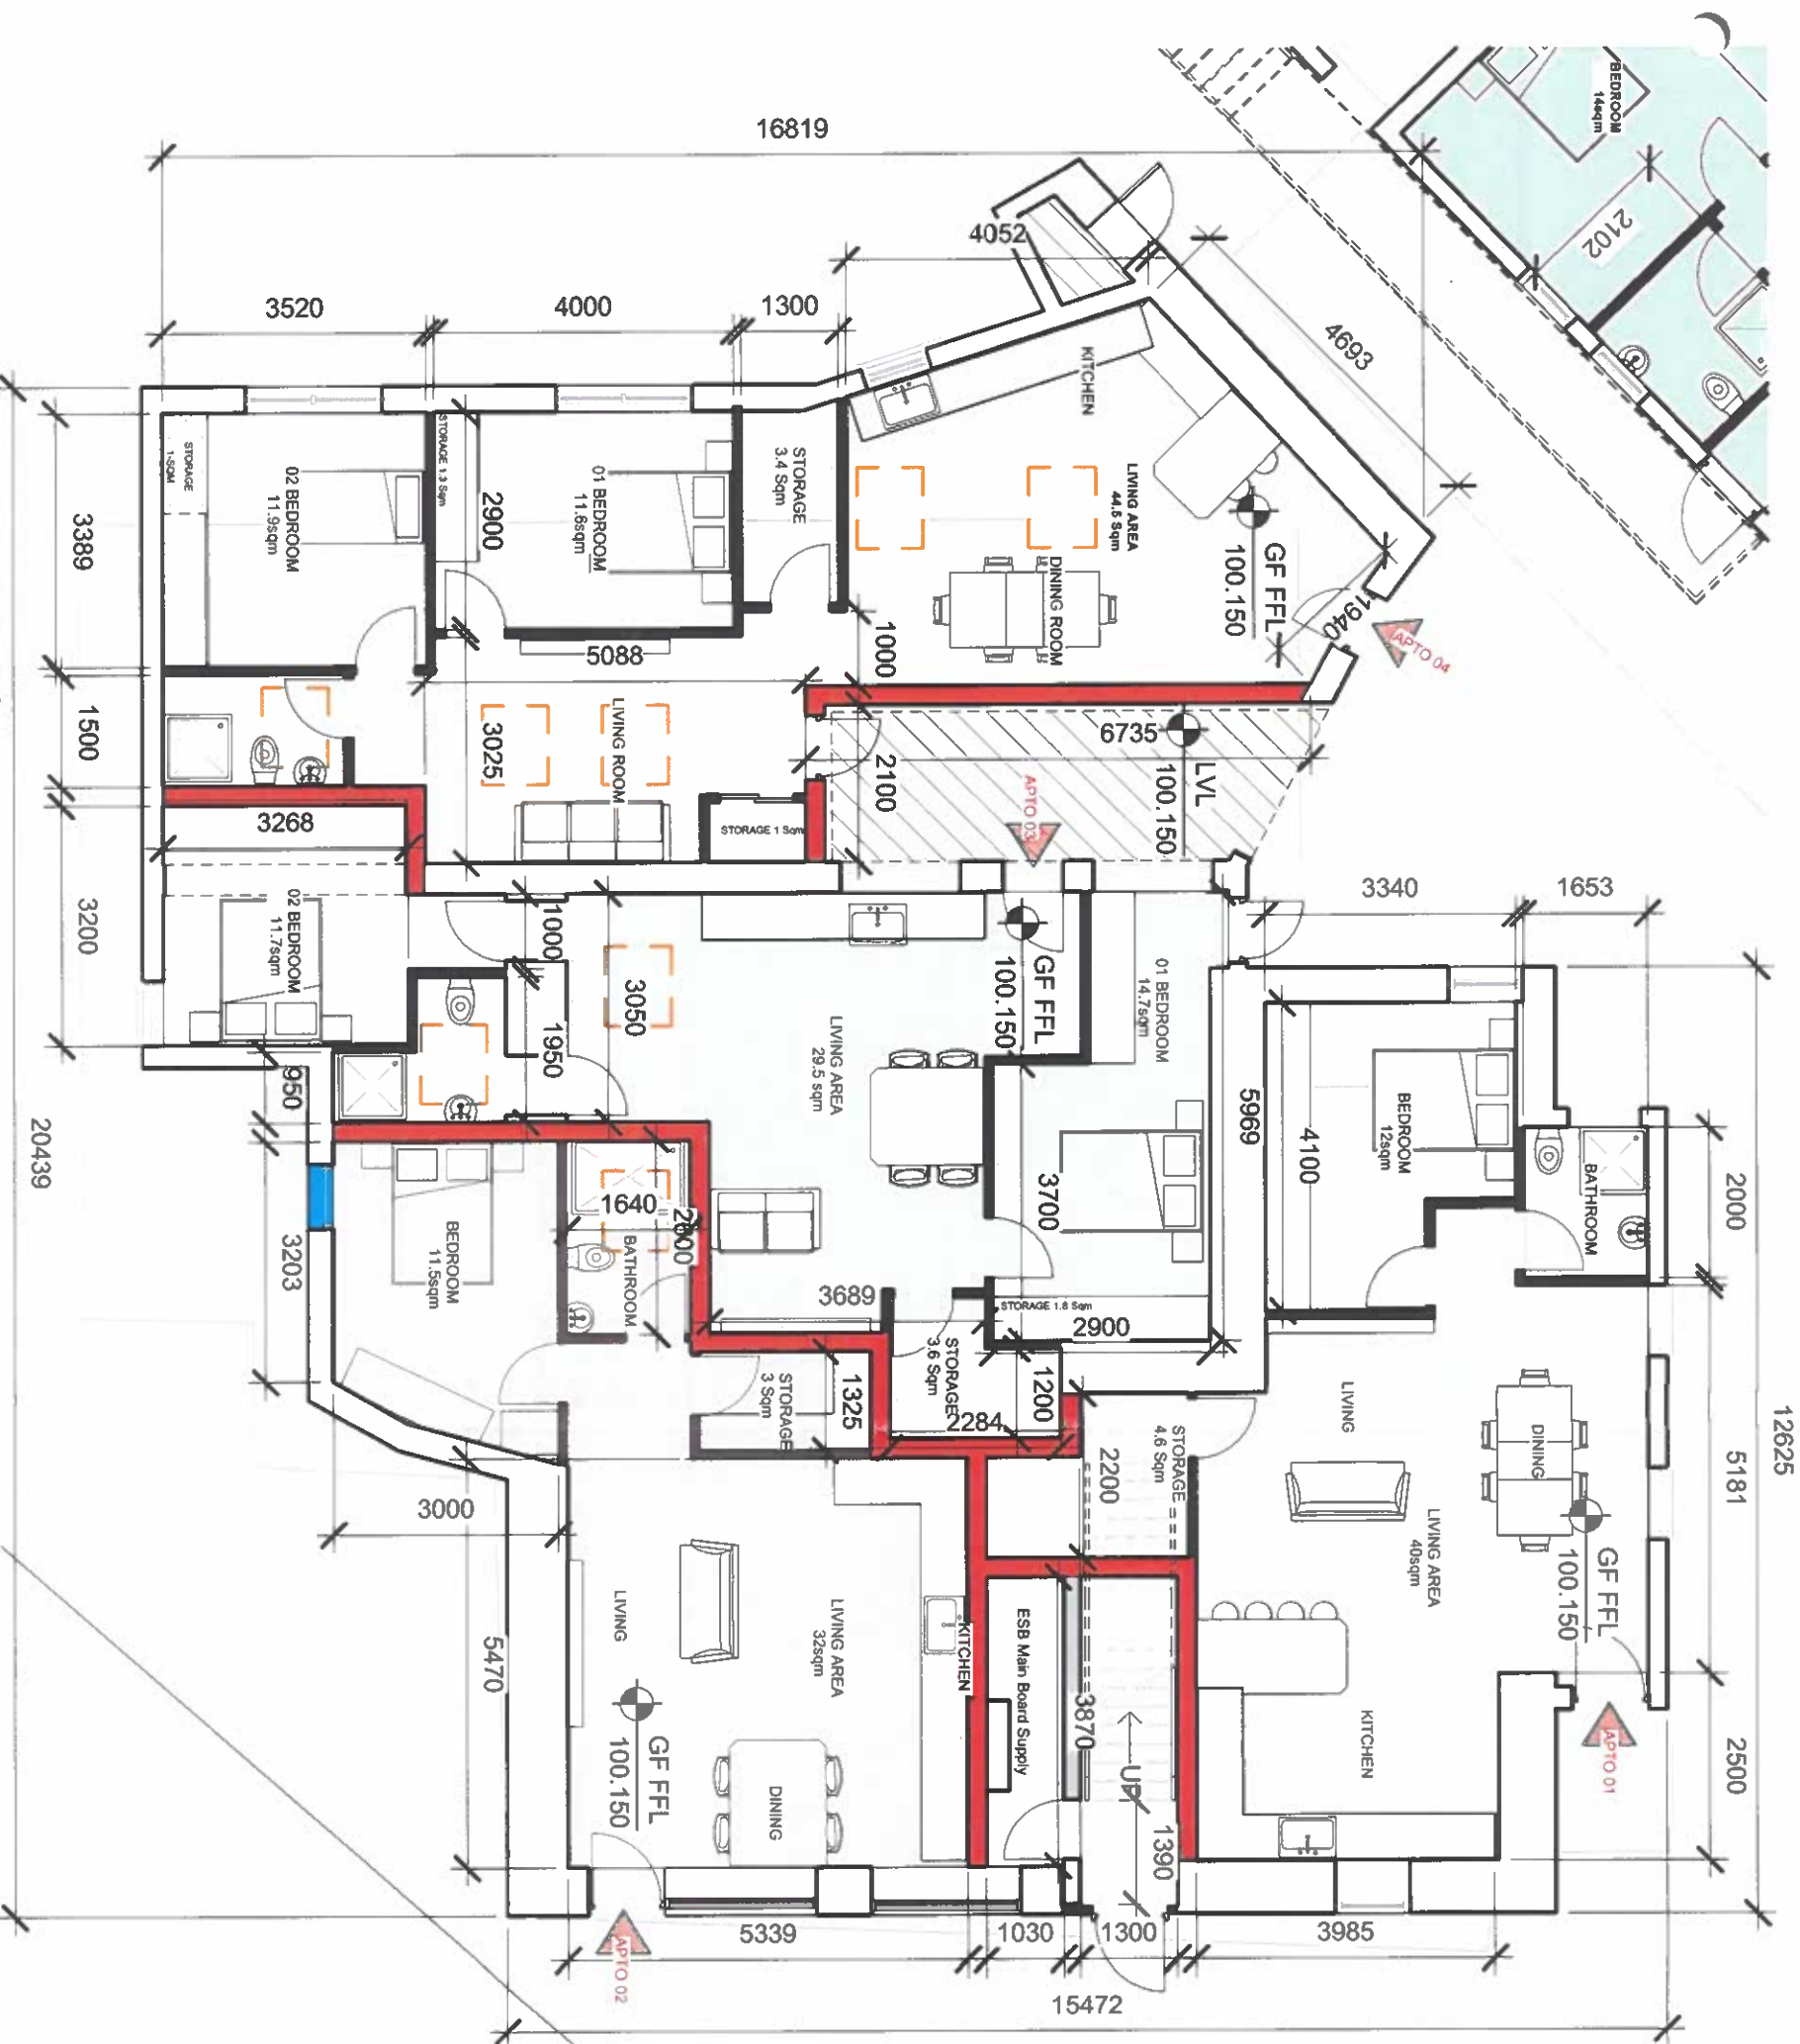 BEDROOM
14sqm
2102
16819
4052
4693
3520
4000
1300
KITCHEN
STORAGE
1-SQM
02 BEDROOM
11.9sqm
STORAGE 1.3 Sqm
2900
01 BEDROOM
11.6sqm
STORAGE
3.4 Sqm
LIVING AREA
44.5 Sqm
DINING ROOM
GF FFL
100.150
1940
APTO 04
3389
1000
5088
1500
3025
LIVING ROOM
6735
2100
LVL
100.150
APTO 03
STORAGE 1 Sqm
3268
3200
02 BEDROOM
11.7sqm
1000
3050
1950
950
LIVING AREA
29.5 sqm
GF FFL
100.150
01 BEDROOM
14.7sqm
3340
1653
5969
4100
BEDROOM
12sqm
BATHROOM
2000
20439
3203
BEDROOM
11.5sqm
1640
2600
BATHROOM
3700
3689
STORAGE 1.8 Sqm
2900
STORAGE
3.6 Sqm
1200
2284
STORAGE
3 Sqm
1325
STORAGE
4.6 Sqm
2200
LIVING
DINING
LIVING AREA
40sqm
GF FFL
100.150
5181
12625
3000
5470
LIVING
LIVING AREA
32sqm
KITCHEN
ESB Main Board Supply
3870
UP
1390
KITCHEN
APTO 01
2500
GF FFL
100.150
DINING
5339
1030
1300
3985
APTO 02
15472